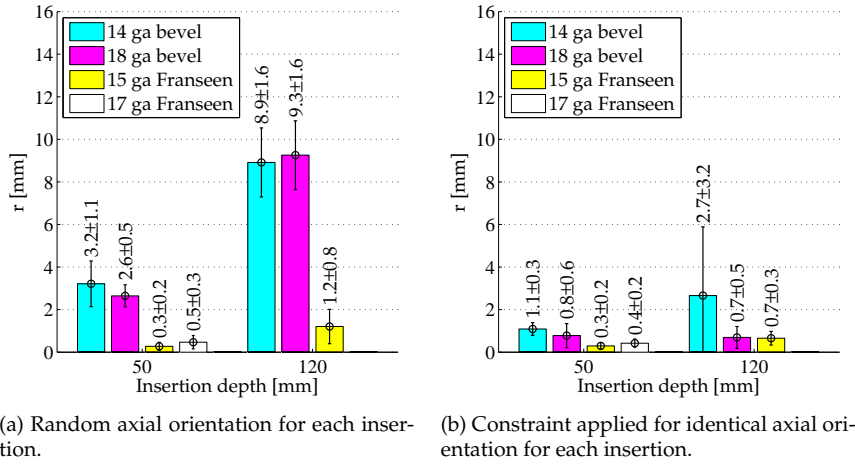 16
14
12
10
8
6
4
2
0
r [mm]
14 ga bevel
18 ga bevel
15 ga Franseen
17 ga Franseen
3.2±1.1
2.6±0.5
0.3±0.2
0.5±0.3
8.9±1.6
9.3±1.6
1.2±0.8
50
120
Insertion depth [mm]
(a) Random axial orientation for each inser-
tion.
16
14
12
10
8
6
4
2
0
r [mm]
14 ga bevel
18 ga bevel
15 ga Franseen
17 ga Franseen
1.1±0.3
0.8±0.6
0.3±0.2
0.4±0.2
2.7±3.2
0.7±0.5
0.7±0.3
50
120
Insertion depth [mm]
(b) Constraint applied for identical axial ori-
entation for each insertion.